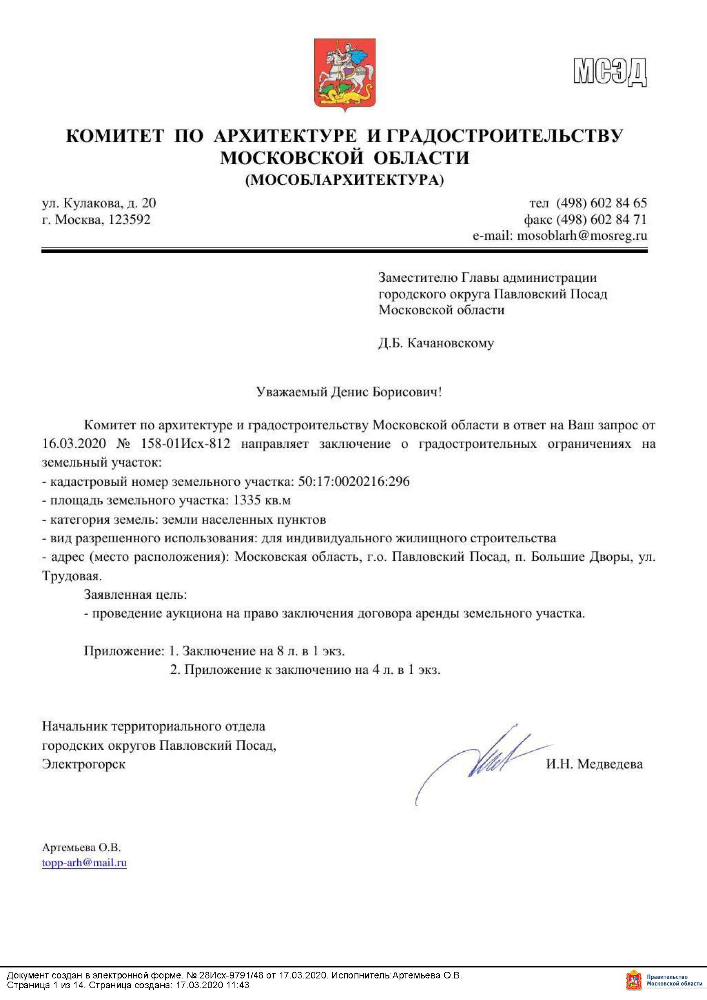 МСЭД
КОМИТЕТ ПО АРХИТЕКТУРЕ И ГРАДОСТРОИТЕЛЬСТВУ
МОСКОВСКОЙ ОБЛАСТИ
(МОСОБЛАРХИТЕКТУРА)
ул. Кулакова, д. 20
г. Москва, 123592
тел (498) 602 84 65
факс (498) 602 84 71
e-mail: mosoblarh@mosreg.ru
Заместителю Главы администрации
городского округа Павловский Посад
Московской области
Д.Б. Качановскому
Уважаемый Денис Борисович!
Комитет по архитектуре и градостроительству Московской области в ответ на Ваш запрос от
16.03.2020 № 158-01Исх-812 направляет заключение о градостроительных ограничениях на
земельный участок:
- кадастровый номер земельного участка: 50:17:0020216:296
- площадь земельного участка: 1335 кв.м
- категория земель: земли населенных пунктов
- вид разрешенного использования: для индивидуального жилищного строительства
- адрес (место расположения): Московская область, г.о. Павловский Посад, п. Большие Дворы, ул.
Трудовая.
Заявленная цель:
- проведение аукциона на право заключения договора аренды земельного участка.
Приложение: 1. Заключение на 8 л. в 1 экз.
2. Приложение к заключению на 4 л. в 1 экз.
Начальник территориального отдела
городских округов Павловский Посад,
Электрогорск
И.Н. Медведева
Артемьева О.В.
topp-arh@mail.ru
Документ создан в электронной форме. № 28Исх-9791/48 от 17.03.2020. Исполнитель:Артемьева О.В.
Страница 1 из 14. Страница создана: 17.03.2020 11:43
Правительство
Московской области